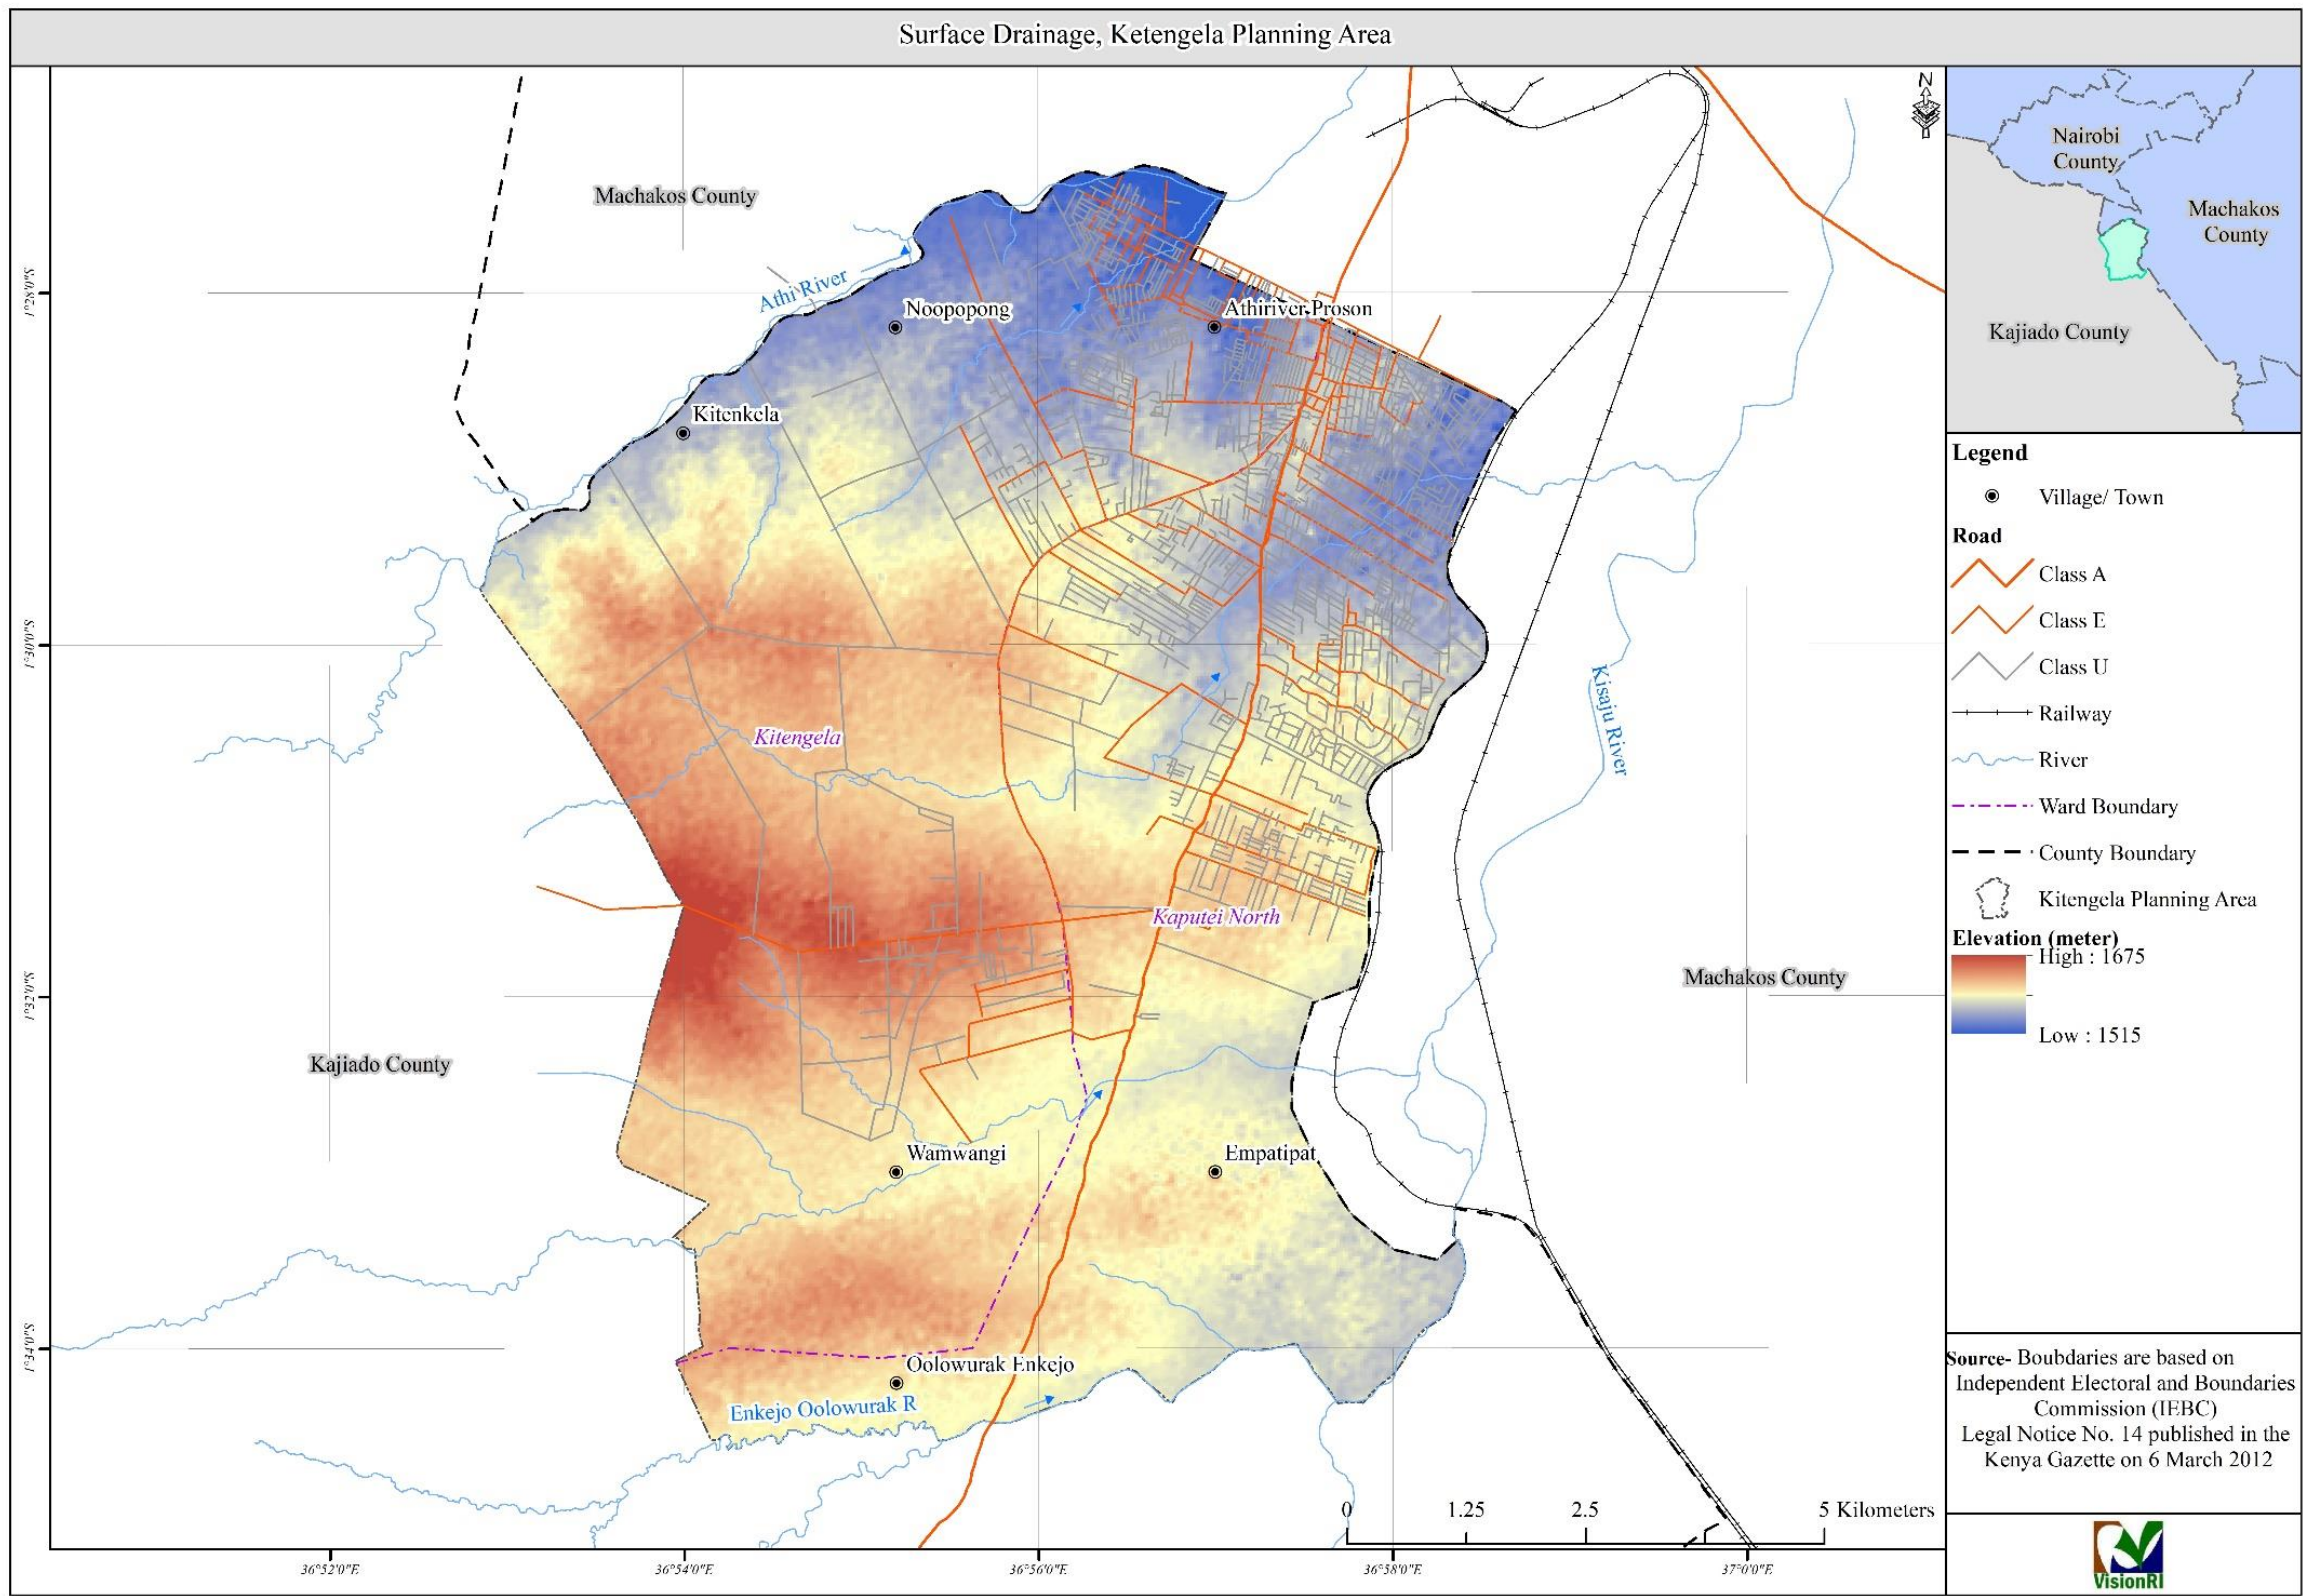 Surface Drainage, Ketengela Planning Area
N
Machakos County
Athi River
Noopopong
Athiriver-Proson
Kitenkela
Kitengela
Kisaju River
Kaputei North
Machakos County
Kajiado County
Wamwangi
Empatipat
Oolowurak Enkejo
Enkejo Oolowurak R
1°28'0"S
1°30'0"S
1°32'0"S
1°34'0"S
36°52'0"E
36°54'0"E
36°56'0"E
36°58'0"E
37°0'0"E
0
1.25
2.5
5 Kilometers
Nairobi
County
Machakos
County
Kajiado County
Legend
Village/ Town
Road
Class A
Class E
Class U
Railway
River
Ward Boundary
County Boundary
Kitengela Planning Area
Elevation (meter)
High : 1675
Low : 1515
Source- Boubdaries are based on
Independent Electoral and Boundaries
Commission (IEBC)
Legal Notice No. 14 published in the
Kenya Gazette on 6 March 2012
VisionRI